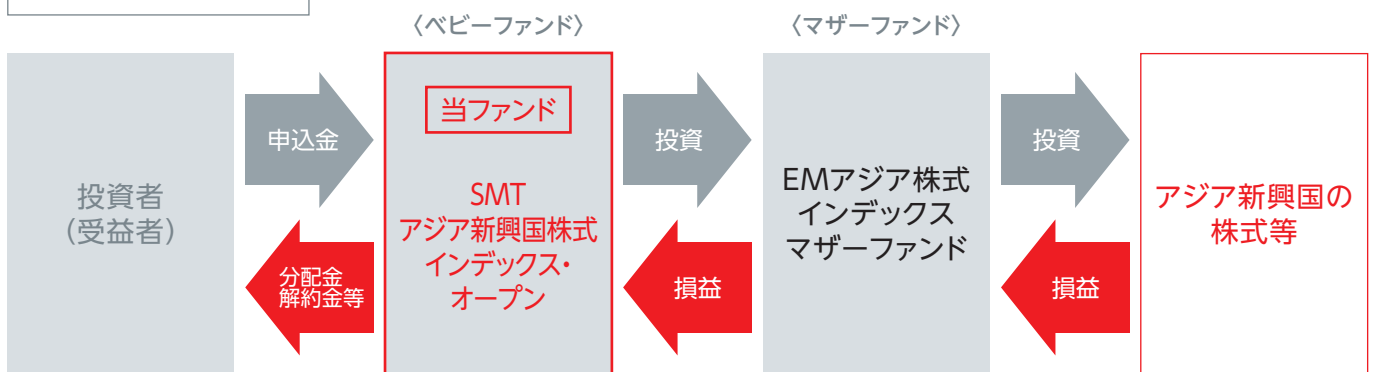 〈ベビーファンド〉
〈マザーファンド〉
投資者
(受益者)
申込金
分配金
解約金等
当ファンド
SMT
アジア新興国株式
インデックス・
オープン
投資
損益
EMアジア株式
インデックス
マザーファンド
投資
損益
アジア新興国の
株式等